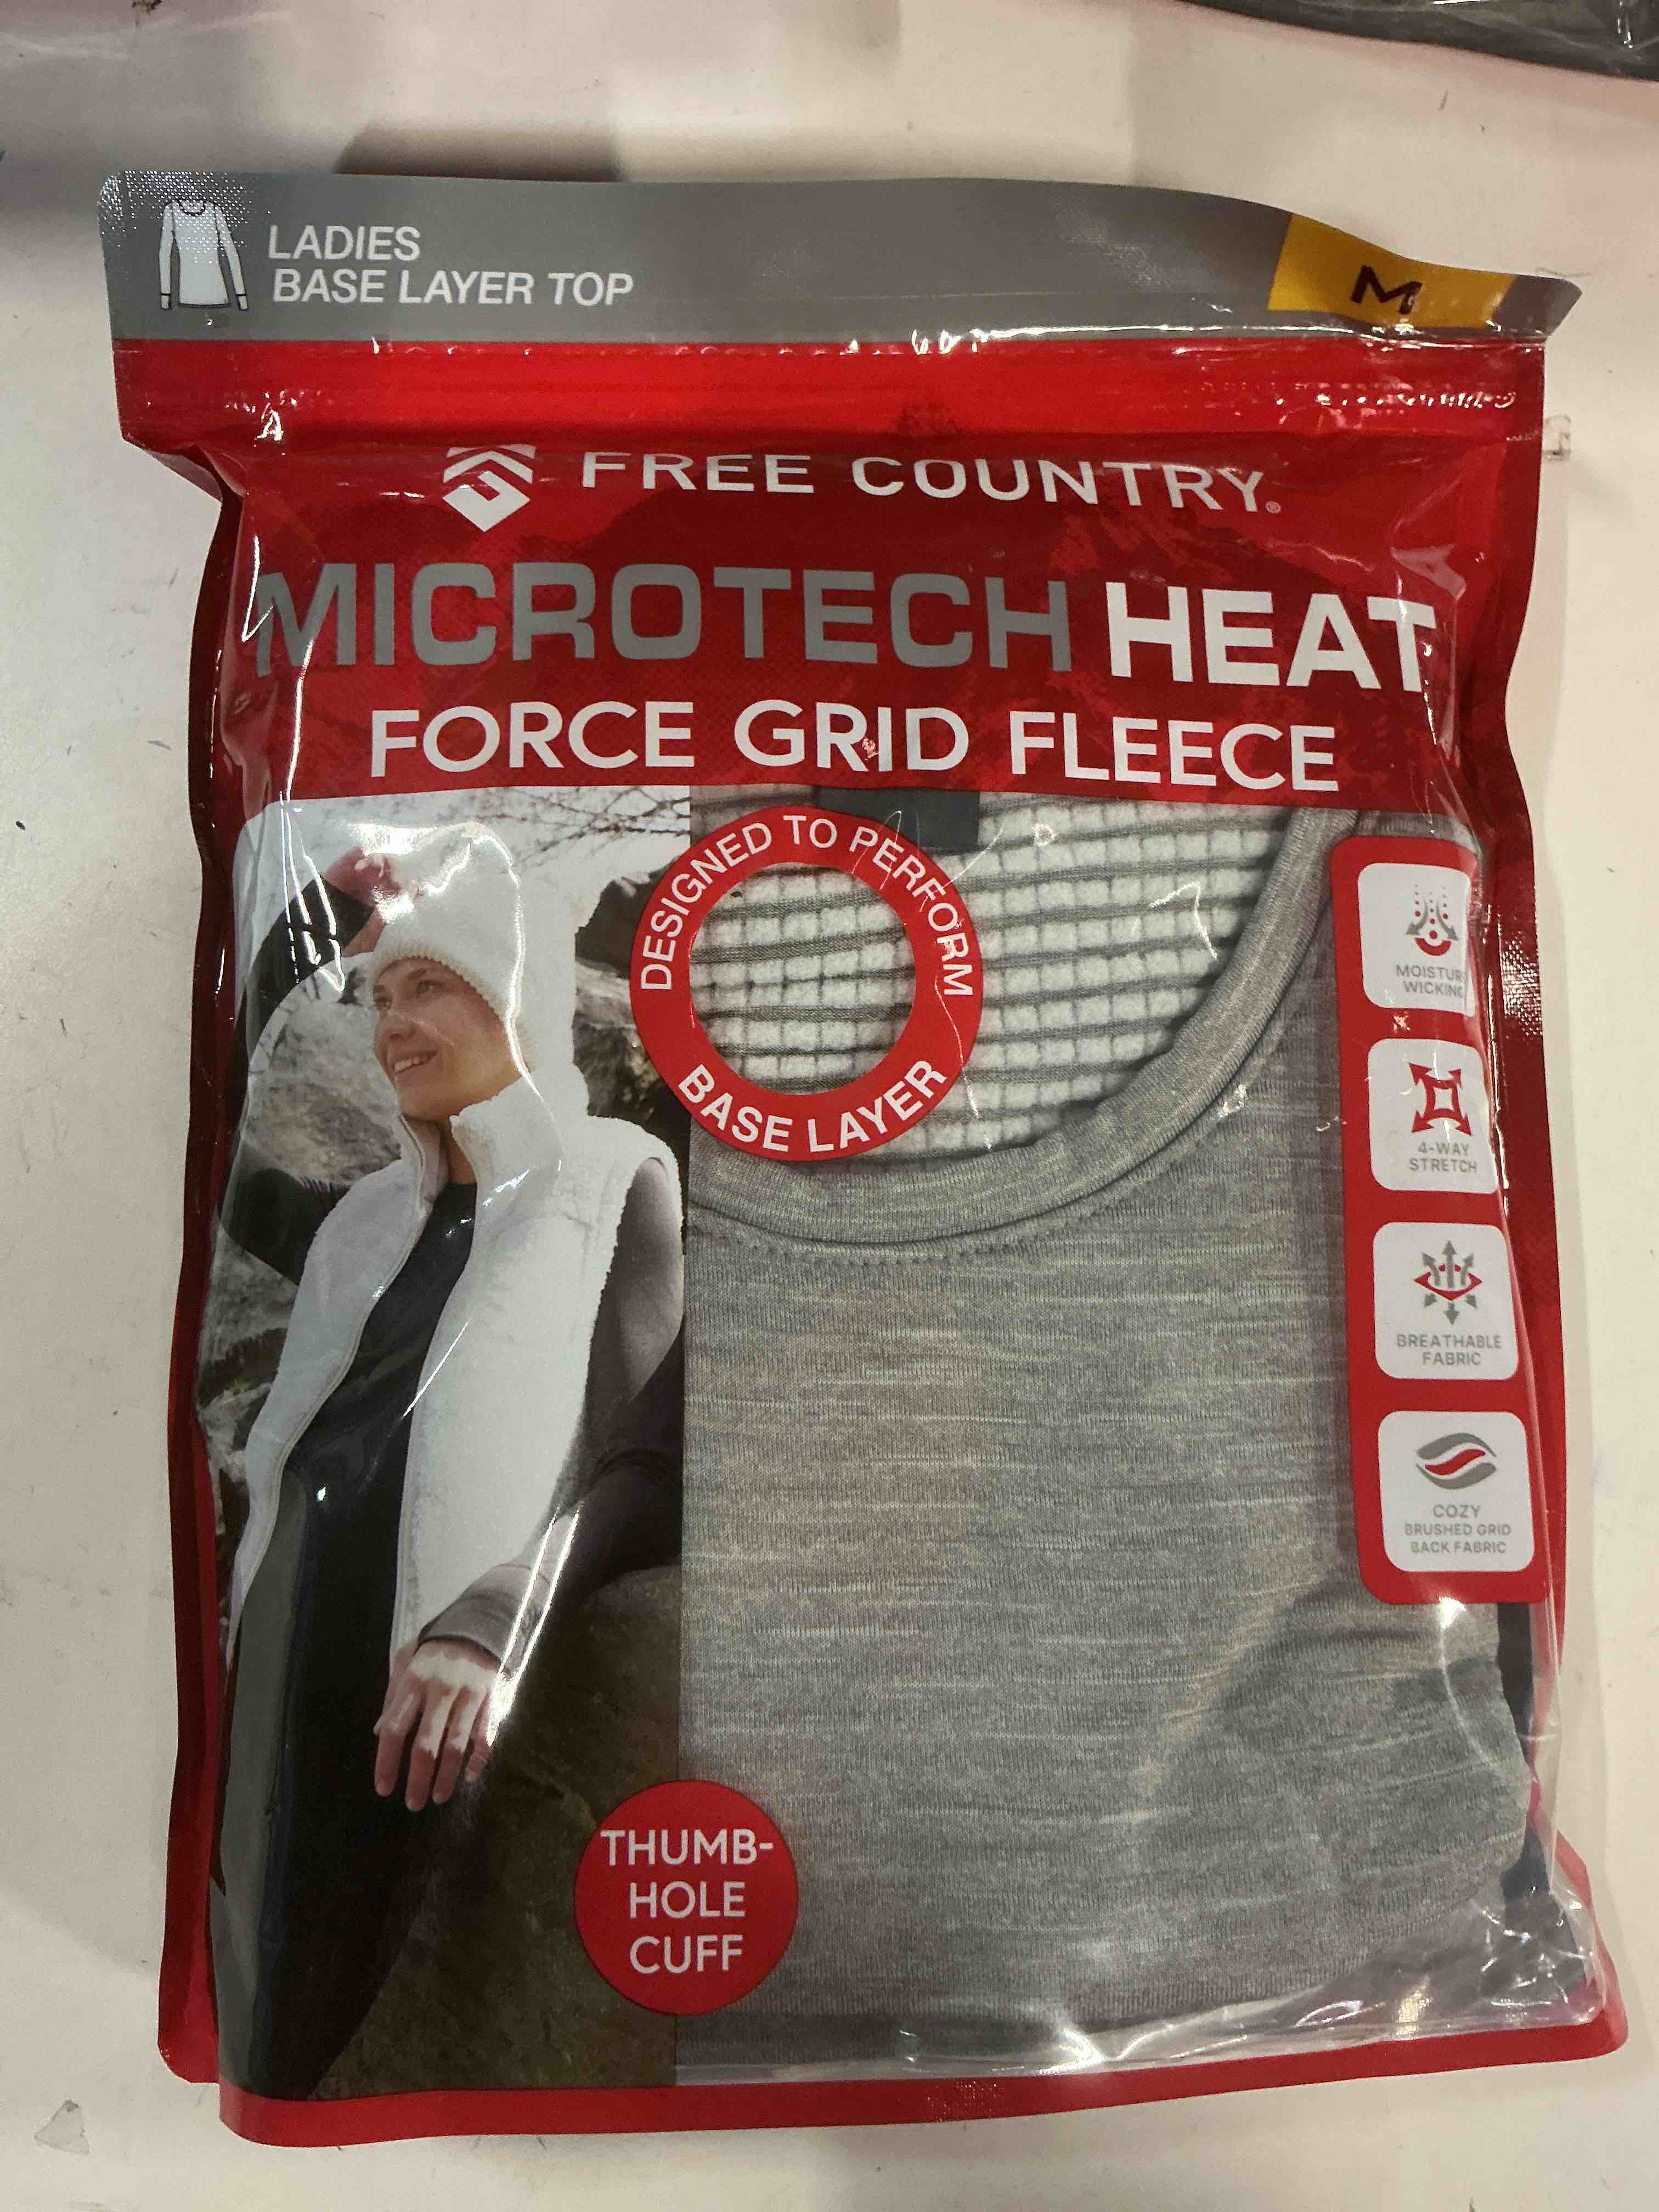 LADIES
BASE LAYER TOP
M
FREE COUNTRY®
MICROTECH HEAT
FORCE GRID FLEECE
DESIGNED TO PERFORM
BASE LAYER
MOISTURE
WICKING
4-WAY
STRETCH
BREATHABLE
FABRIC
COZY
BRUSHED GRID
BACK FABRIC
THUMB-
HOLE
CUFF